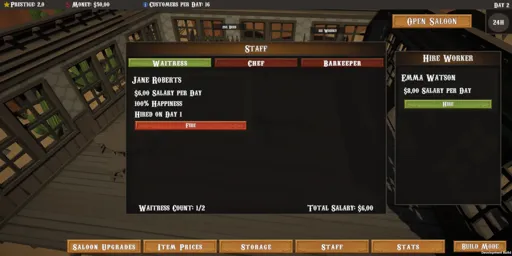 Prestige: 2,0
Money: $50,00
Customers per Day: 16
Day 2
Open Saloon
24H
Staff
Waitress
Chef
Barkeeper
Jane Roberts
$6,00 Salary per Day
100% Happiness
Hired on Day 1
Fire
Waitress Count: 1/2
Total Salary: $6,00
Hire Worker
Emma Watson
$8,00 Salary per Day
Hire
Saloon Upgrades
Item Prices
Storage
Staff
Stats
Build Mode
Development Build